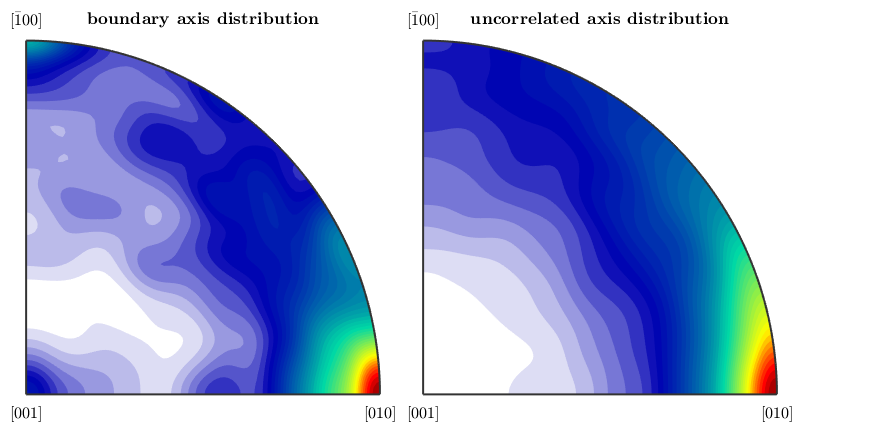 [1̄00] boundary axis distribution [1̄00] uncorrelated axis distribution
[001] [010] [001] [010]